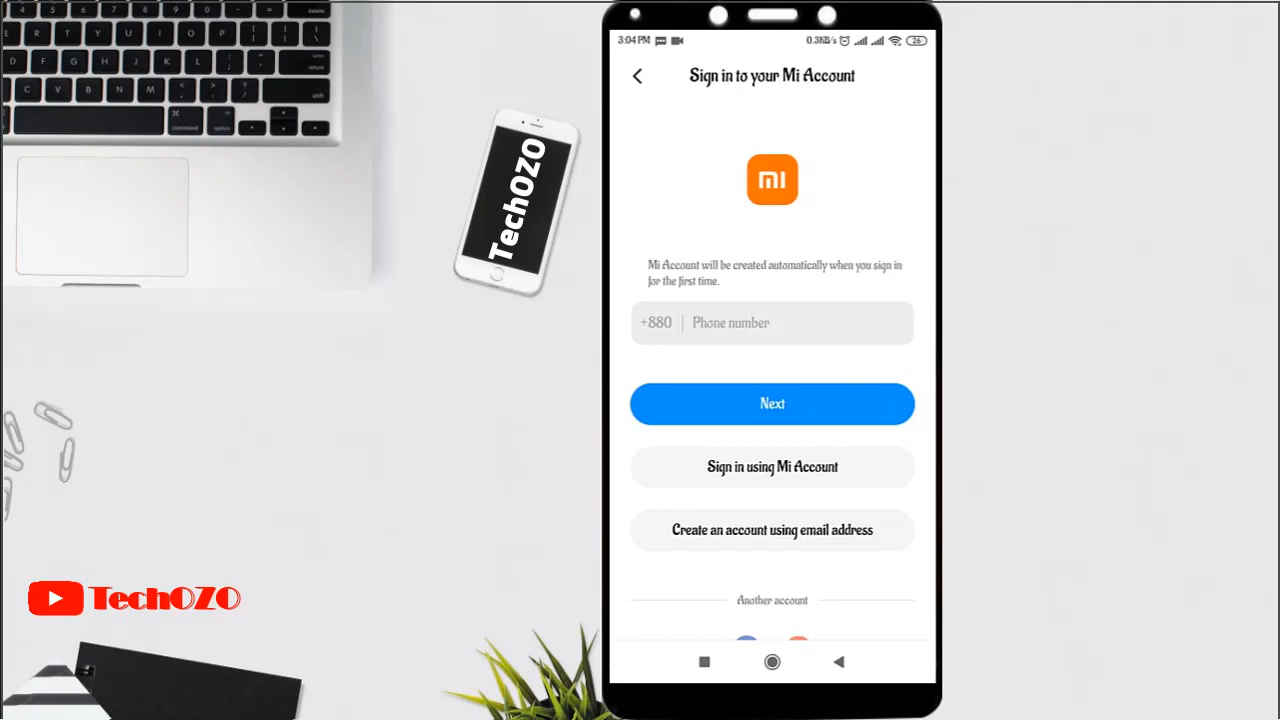 TechOZO
3:04 PM
0.3KB/s
26
Sign in to your Mi Account
mi
Mi Account will be created automatically when you sign in
for the first time.
+880
Phone number
Next
Sign in using Mi Account
Create an account using email address
Another account
TechOZO